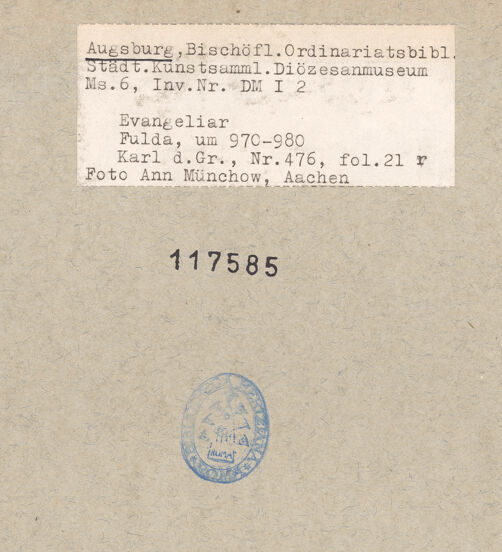 Augsburg,Bischöfl.Ordinariatsbibl.
Städt.Kunstsamml.Diözesanmuseum
Ms.6, Inv.Nr. DM I 2
Evangeliar
Fulda, um 970-980
Karl d.Gr., Nr.476, fol.21 r
Foto Ann Münchow, Aachen
117585